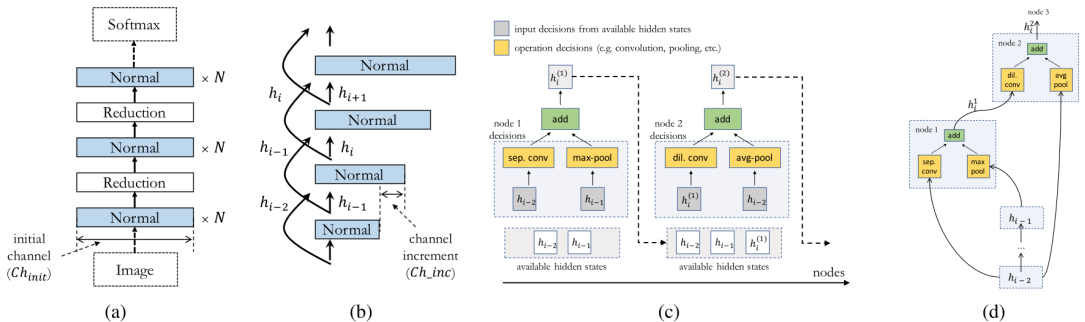 Softmax
Normal
× N
Reduction
Normal
× N
Reduction
Normal
× N
initial
channel
(Ch_{init})
Image
(a)
Normal
h_i
h_{i+1}
Normal
h_{i-1}
h_i
Normal
h_{i-2}
h_{i-1}
Normal
channel
increment
(Ch_inc)
(b)
input decisions from available hidden states
operation decisions (e.g. convolution, pooling, etc.)
h_i^{(1)}
h_i^{(2)}
add
add
node 1
decisions
node 2
decisions
sep. conv
max-pool
dil. conv
avg-pool
h_{i-2}
h_{i-1}
h_i^{(1)}
h_{i-2}
h_{i-2}
h_{i-1}
h_{i-2}
h_{i-1}
h_i^{(1)}
available hidden states
available hidden states
nodes
(c)
node 3
h_i^2
node 2
add
dil.
conv
avg
pool
h_i^1
node 1
add
sep.
conv
max
pool
h_{i-1}
...
h_{i-2}
(d)